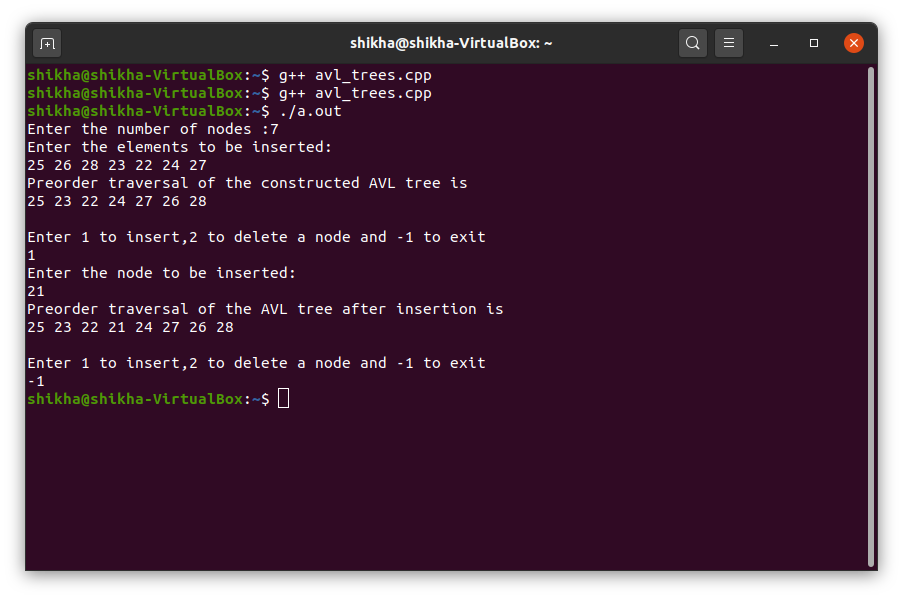 shikha@shikha-VirtualBox: ~
shikha@shikha-VirtualBox:~$ g++ avl_trees.cpp
shikha@shikha-VirtualBox:~$ g++ avl_trees.cpp
shikha@shikha-VirtualBox:~$ ./a.out
Enter the number of nodes :7
Enter the elements to be inserted:
25 26 28 23 22 24 27
Preorder traversal of the constructed AVL tree is
25 23 22 24 27 26 28

Enter 1 to insert,2 to delete a node and -1 to exit
1
Enter the node to be inserted:
21
Preorder traversal of the AVL tree after insertion is
25 23 22 21 24 27 26 28

Enter 1 to insert,2 to delete a node and -1 to exit
-1
shikha@shikha-VirtualBox:~$